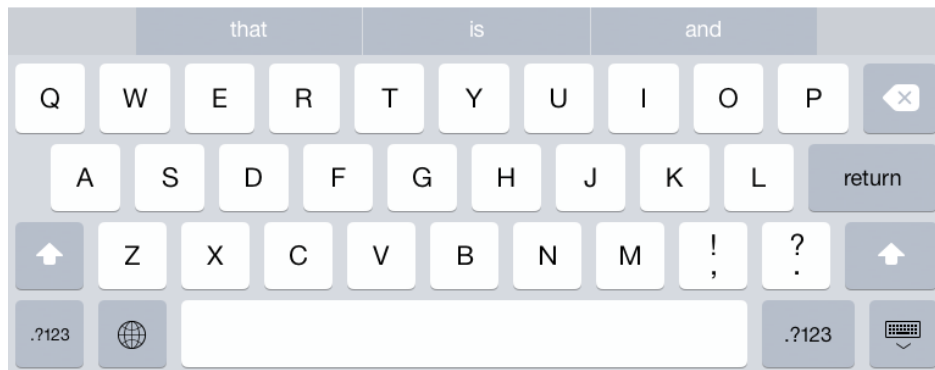 that is and
Q W E R T Y U I O P
A S D F G H J K L return
Z X C V B N M ! , ? .
.?123 .?123